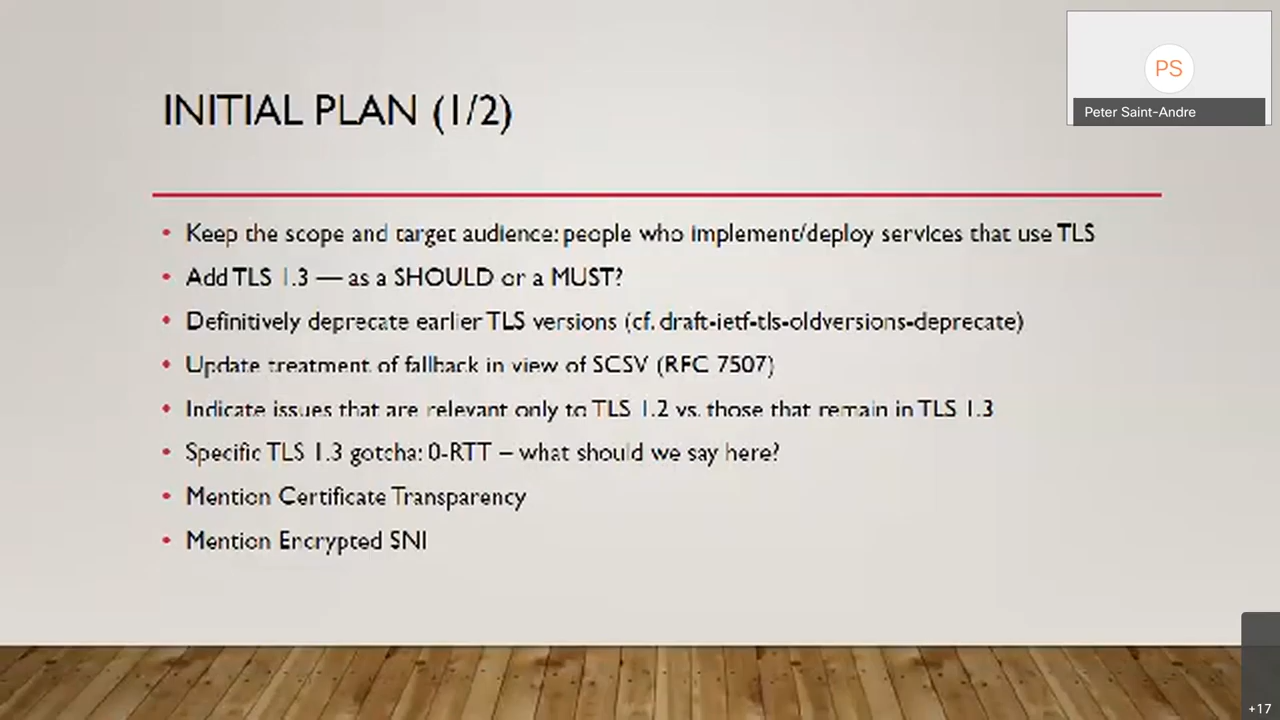 PS
Peter Saint-Andre
INITIAL PLAN (1/2)
• Keep the scope and target audience: people who implement/deploy services that use TLS
• Add TLS 1.3 — as a SHOULD or a MUST?
• Definitively deprecate earlier TLS versions (cf. draft-ietf-tls-oldversions-deprecate)
• Update treatment of fallback in view of SCSV (RFC 7507)
• Indicate issues that are relevant only to TLS 1.2 vs. those that remain in TLS 1.3
• Specific TLS 1.3 gotcha: 0-RTT – what should we say here?
• Mention Certificate Transparency
• Mention Encrypted SNI
+17